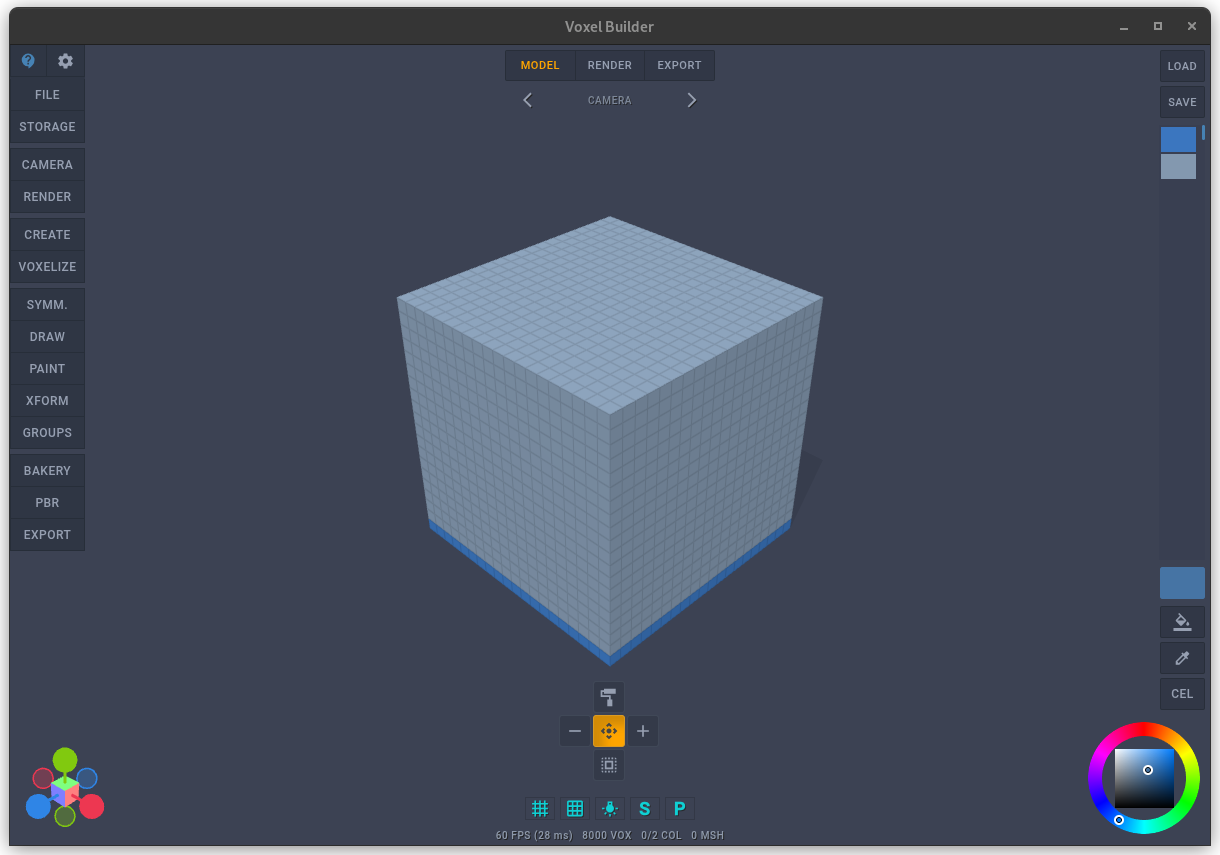 Voxel Builder
MODEL RENDER EXPORT
CAMERA
FILE
STORAGE
CAMERA
RENDER
CREATE
VOXELIZE
SYMM.
DRAW
PAINT
XFORM
GROUPS
BAKERY
PBR
EXPORT
LOAD
SAVE
CEL
S P
60 FPS (28 ms) 8000 VOX 0/2 COL 0 MSH